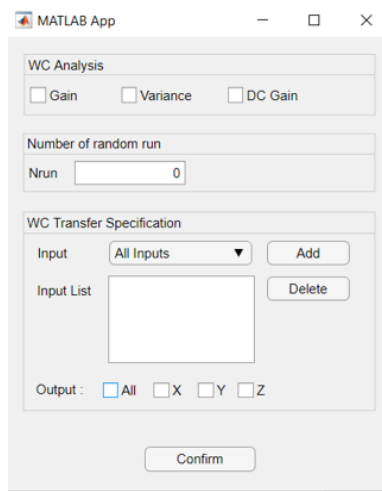 MATLAB App
WC Analysis
Gain Variance DC Gain
Number of random run
Nrun 0
WC Transfer Specification
Input All Inputs Add
Input List Delete
Output : All X Y Z
Confirm